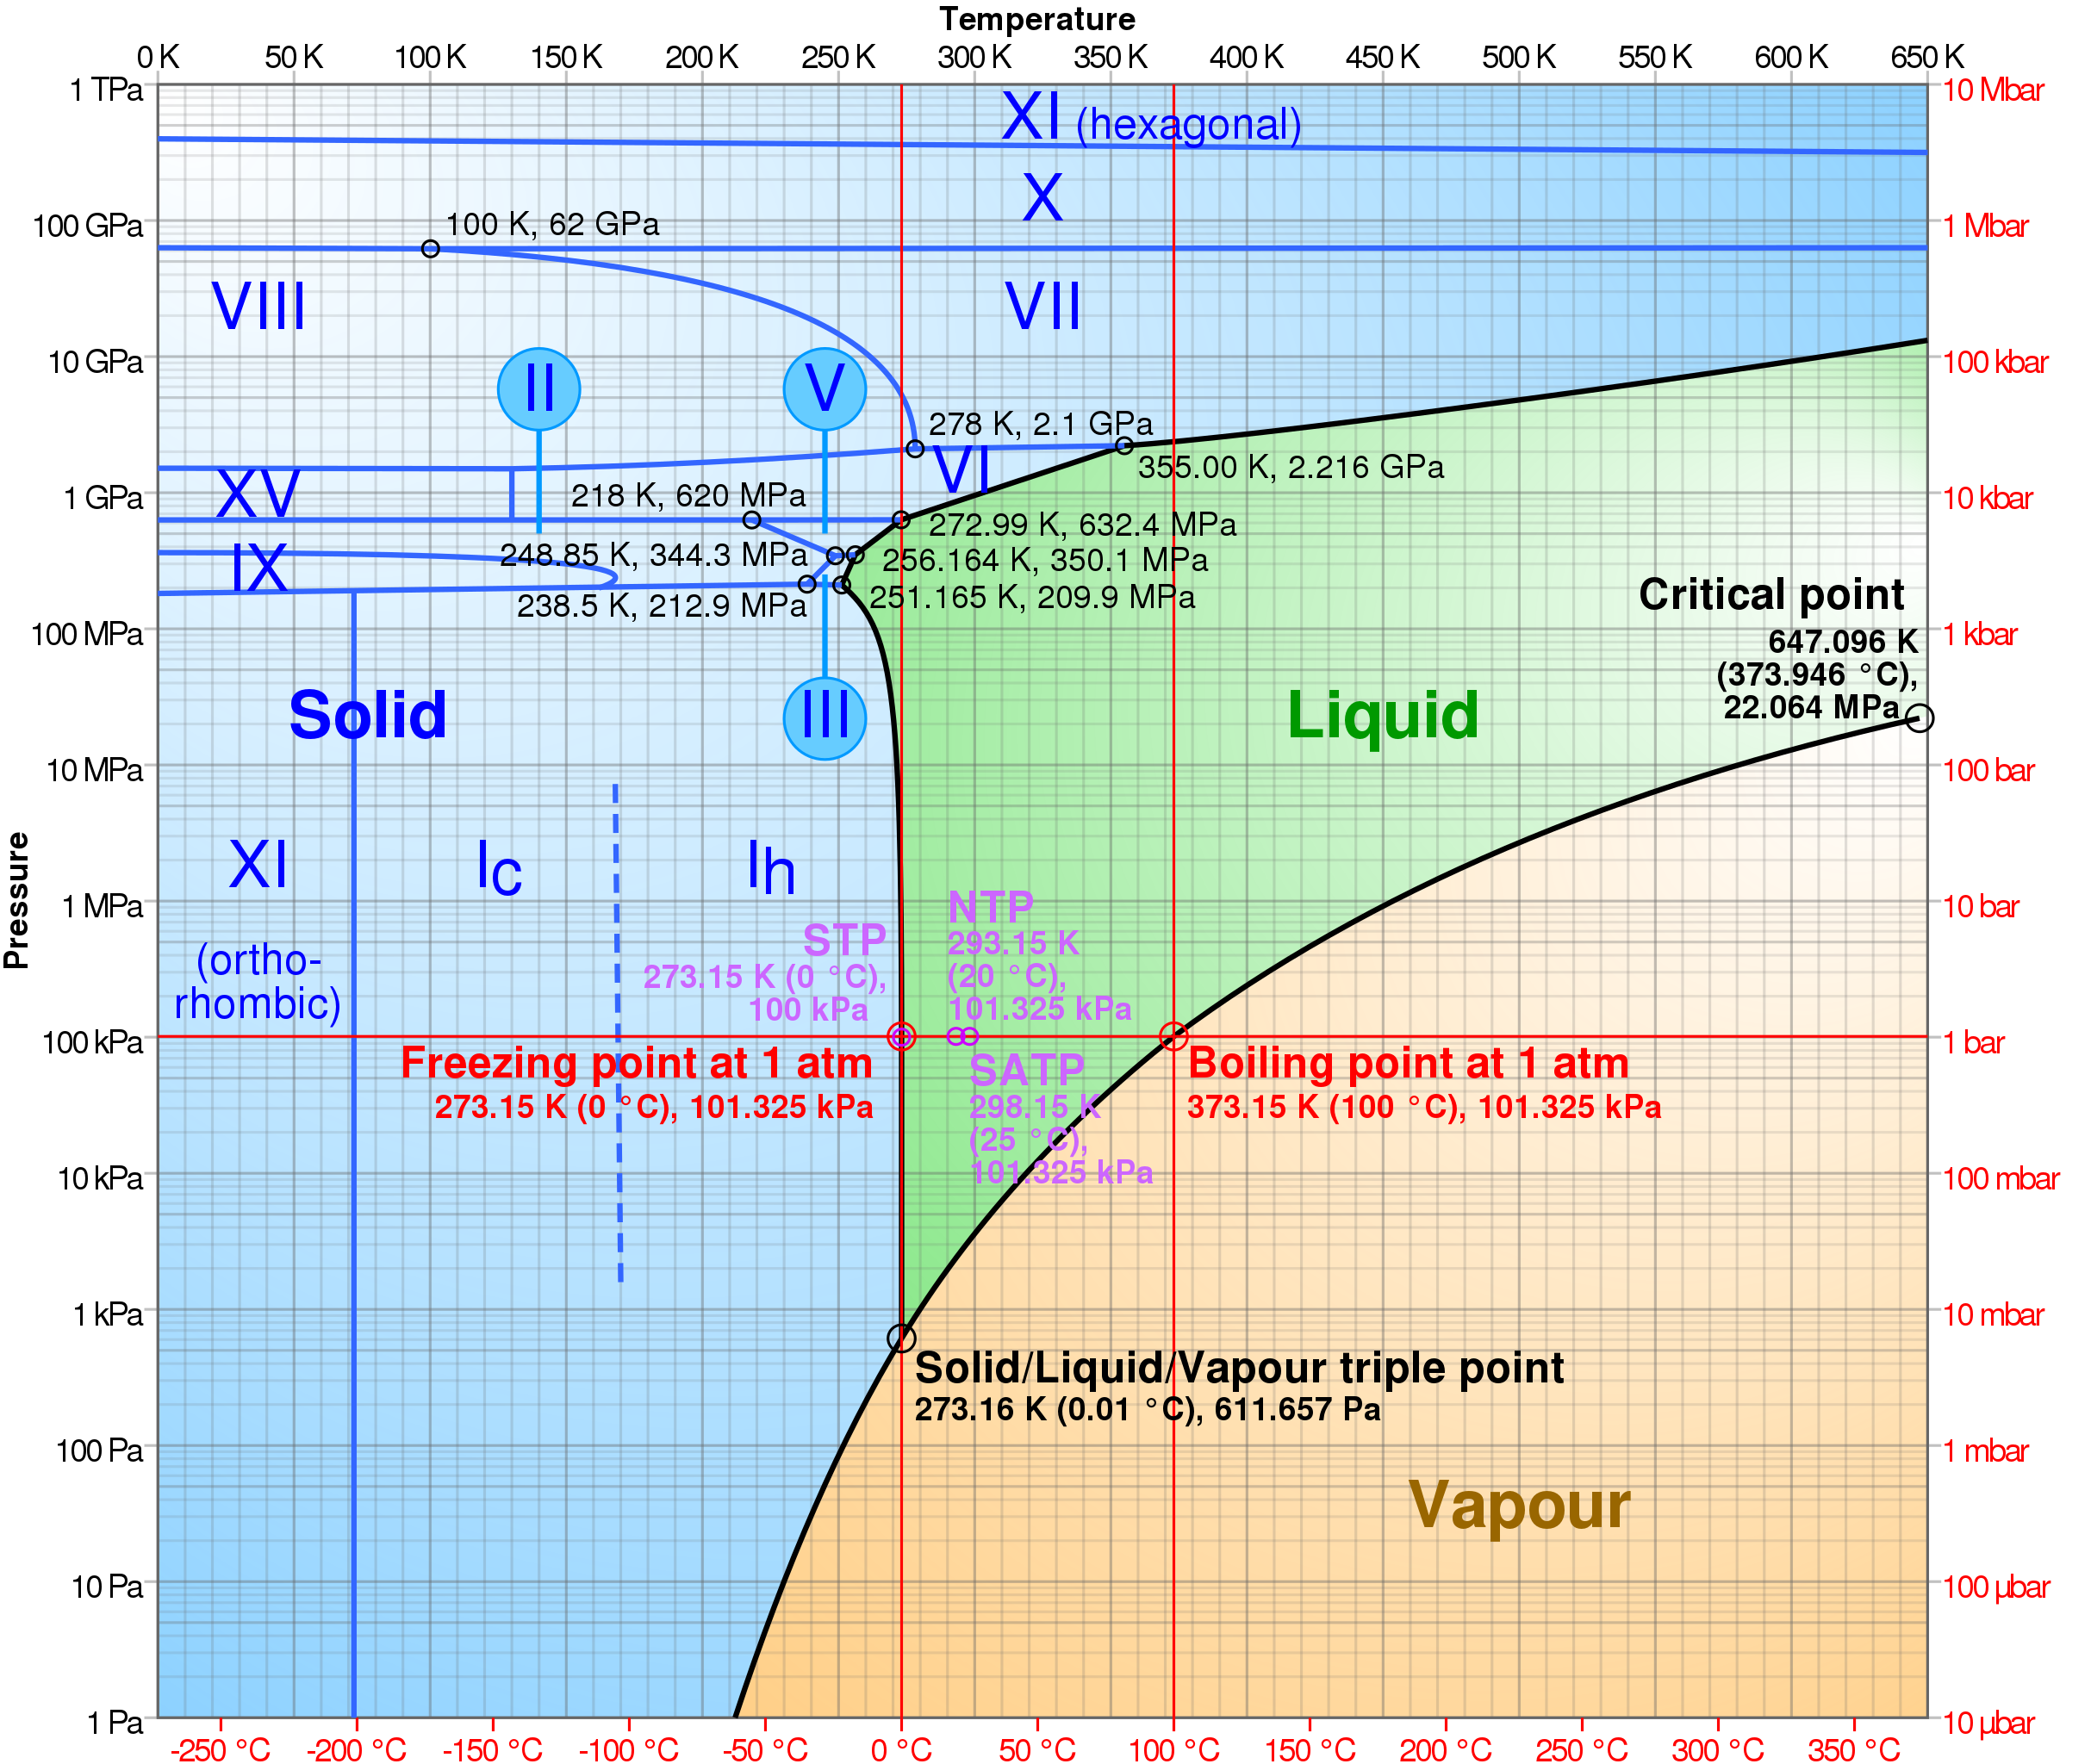 Temperature
0 K 50 K 100 K 150 K 200 K 250 K 300 K 350 K 400 K 450 K 500 K 550 K 600 K 650 K
1 TPa
10 Mbar
XI (hexagonal)
X
100 K, 62 GPa
100 GPa
1 Mbar
VIII
VII
10 GPa
100 kbar
II
V
278 K, 2.1 GPa
VI
355.00 K, 2.216 GPa
XV
218 K, 620 MPa
1 GPa
10 kbar
272.99 K, 632.4 MPa
IX
248.85 K, 344.3 MPa
256.164 K, 350.1 MPa
238.5 K, 212.9 MPa
251.165 K, 209.9 MPa
Critical point
647.096 K
(373.946 °C),
22.064 MPa
100 MPa
1 kbar
Solid
III
Liquid
10 MPa
100 bar
Pressure
XI
Ic
Ih
(ortho-
rhombic)
1 MPa
10 bar
STP
273.15 K (0 °C),
100 kPa
NTP
293.15 K
(20 °C),
101.325 kPa
100 kPa
1 bar
Freezing point at 1 atm
273.15 K (0 °C), 101.325 kPa
SATP
298.15 K
(25 °C),
101.325 kPa
Boiling point at 1 atm
373.15 K (100 °C), 101.325 kPa
10 kPa
100 mbar
1 kPa
10 mbar
Solid/Liquid/Vapour triple point
273.16 K (0.01 °C), 611.657 Pa
100 Pa
1 mbar
Vapour
10 Pa
100 µbar
1 Pa
10 µbar
-250 °C -200 °C -150 °C -100 °C -50 °C 0 °C 50 °C 100 °C 150 °C 200 °C 250 °C 300 °C 350 °C